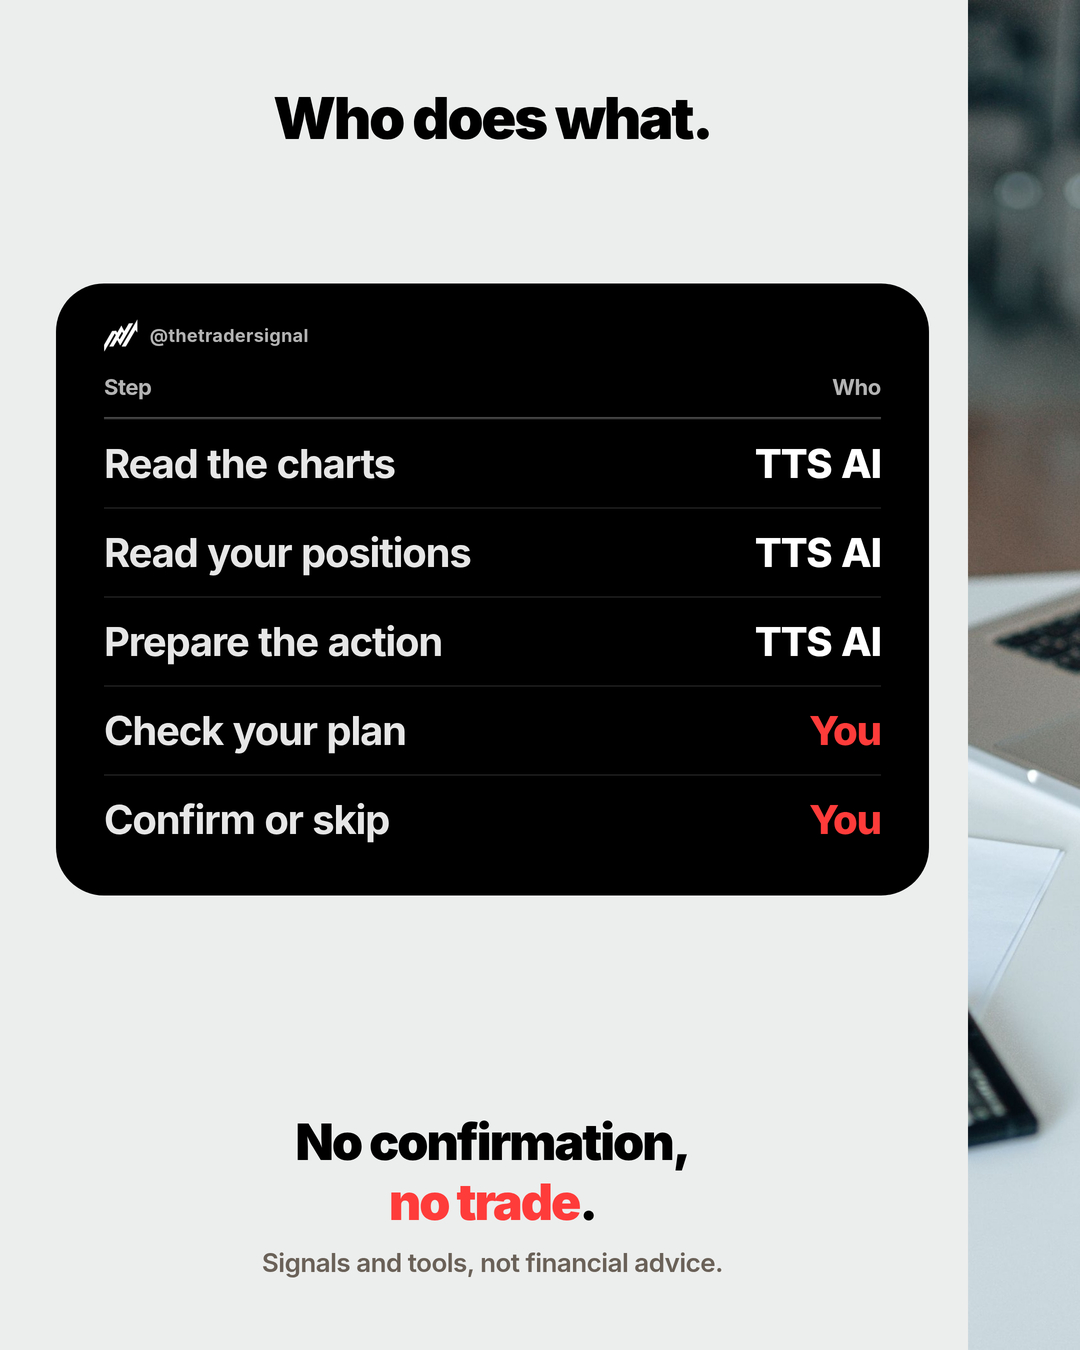 Who does what.
@thetradersignal
Step Who
Read the charts TTS AI
Read your positions TTS AI
Prepare the action TTS AI
Check your plan You
Confirm or skip You
No confirmation,
no trade.
Signals and tools, not financial advice.